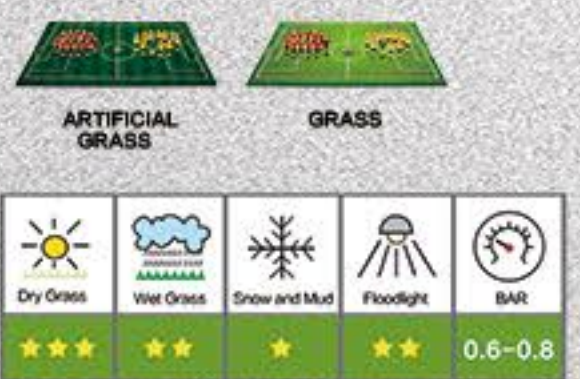 ARTIFICIAL
GRASS
GRASS
Dry Grass
Wet Grass
Snow and Mud
Floodlight
BAR
0.6-0.8